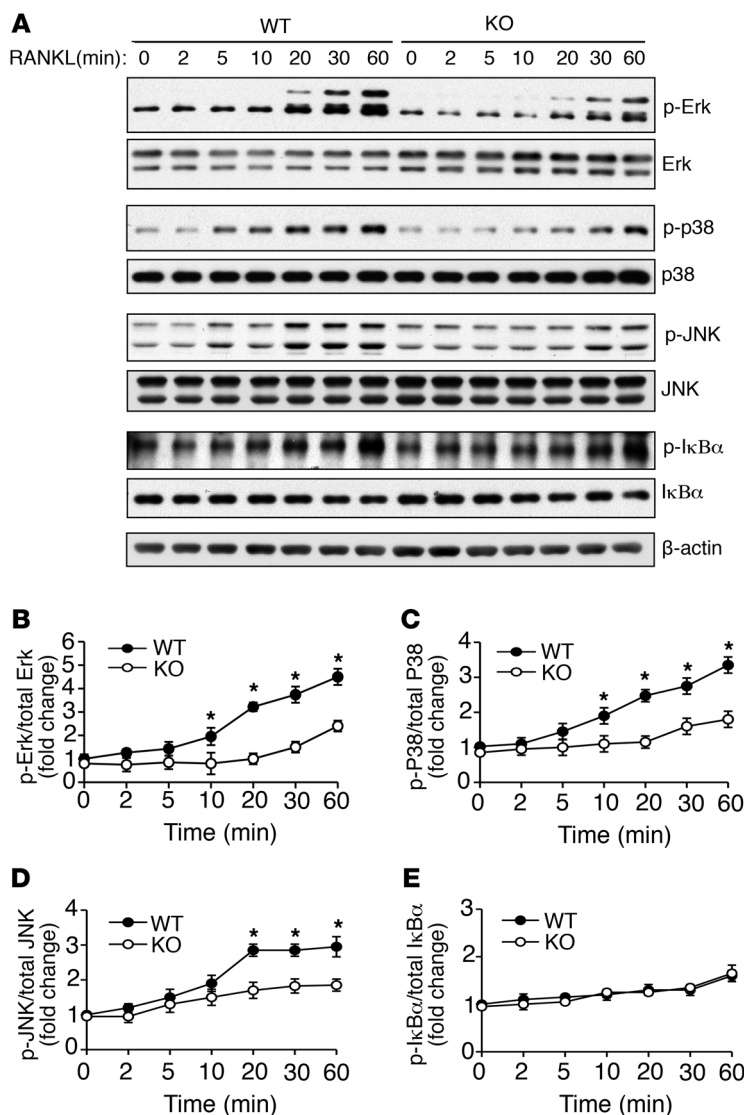 A
WT KO
RANKL(min): 0 2 5 10 20 30 60 0 2 5 10 20 30 60
p-Erk
Erk
p-p38
p38
p-JNK
JNK
p-IκBα
IκBα
β-actin
B
p-Erk/total Erk
(fold change)
6
5
4
3
2
1
0
WT
KO
* * * *
0 2 5 10 20 30 60
Time (min)
C
p-P38/total P38
(fold change)
4
3
2
1
0
WT
KO
* * * *
0 2 5 10 20 30 60
Time (min)
D
p-JNK/total JNK
(fold change)
4
3
2
1
0
WT
KO
* * *
0 2 5 10 20 30 60
Time (min)
E
p-IκBα/total IκBα
(fold change)
3
2
1
0
WT
KO
0 2 5 10 20 30 60
Time (min)